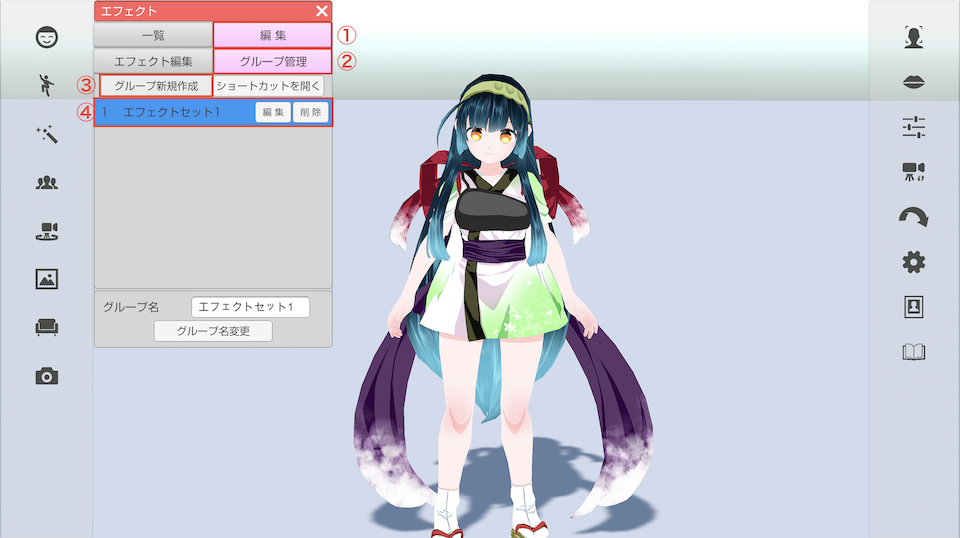 エフェクト ×
一覧 編集 ①
エフェクト編集 グループ管理 ②
③ グループ新規作成 ショートカットを開く
④ 1 エフェクトセット1 編集 削除
グループ名 エフェクトセット1
グループ名変更